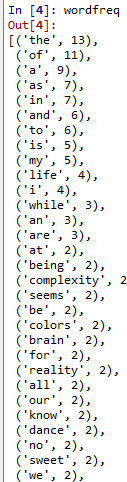 In [4]: wordfreq
Out[4]:
[('the', 13),
('of', 11),
('a', 9),
('as', 7),
('in', 7),
('and', 6),
('to', 6),
('is', 5),
('my', 5),
('life', 4),
('i', 4),
('while', 3),
('an', 3),
('are', 3),
('at', 2),
('being', 2),
('complexity', 2
('seems', 2),
('be', 2),
('colors', 2),
('brain', 2),
('for', 2),
('reality', 2),
('all', 2),
('our', 2),
('know', 2),
('dance', 2),
('no', 2),
('sweet', 2),
('we', 2),